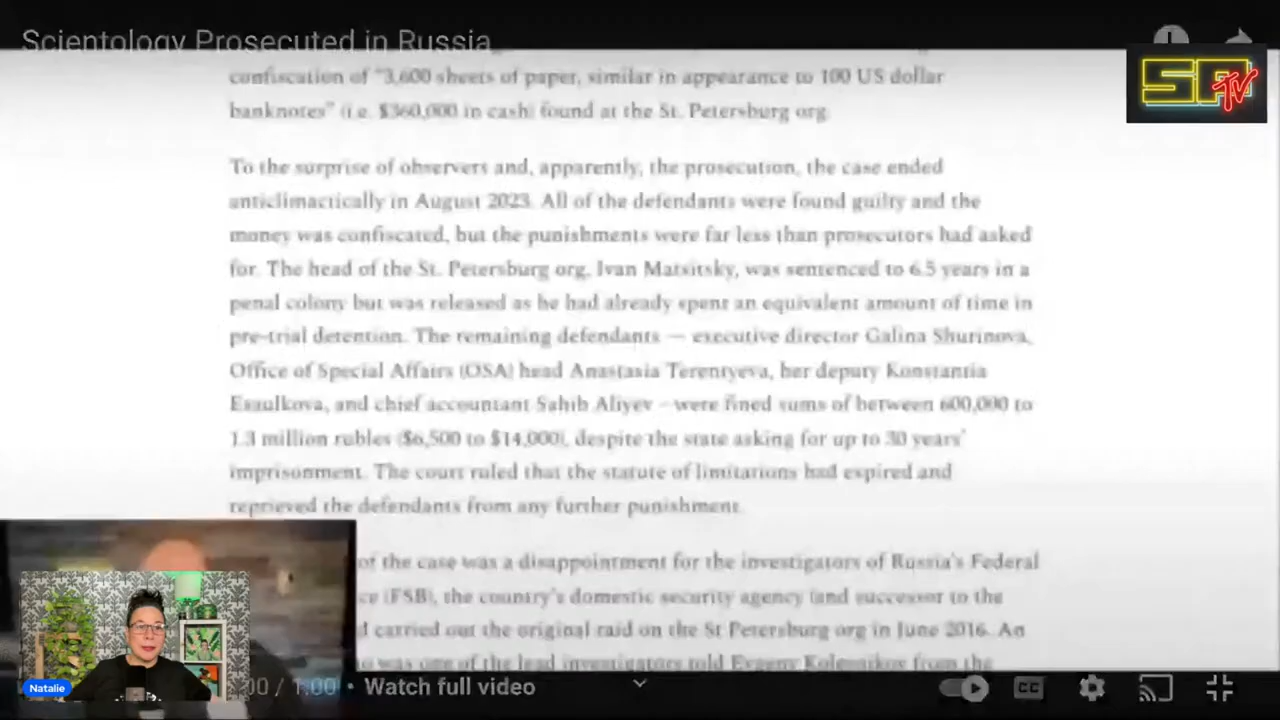 Scientology Prosecuted in Russia
SPTV
confiscation of "3,600 sheets of paper, similar in appearance to 100 US dollar
banknotes" (i.e. $360,000 in cash) found at the St. Petersburg org.
To the surprise of observers and, apparently, the prosecution, the case ended
anticlimactically in August 2023. All of the defendants were found guilty and the
money was confiscated, but the punishments were far less than prosecutors had asked
for. The head of the St. Petersburg org, Ivan Matsitsky, was sentenced to 6.5 years in a
penal colony but was released as he had already spent an equivalent amount of time in
pre-trial detention. The remaining defendants — executive director Galina Shurinova,
Office of Special Affairs (OSA) head Anastasia Terentyeva, her deputy Konstantia
Esaulkova, and chief accountant Sahib Aliyev – were fined sums of between 600,000 to
1.3 million rubles ($6,500 to $14,000), despite the state asking for up to 30 years'
imprisonment. The court ruled that the statute of limitations had expired and
reprieved the defendants from any further punishment.
of the case was a disappointment for the investigators of Russia's Federal
ce (FSB), the country's domestic security agency (and successor to the
d carried out the original raid on the St Petersburg org in June 2016. An
o was one of the lead investigators told Evgeny Kolesnikov from the
Natalie
:00 / 1:00 • Watch full video
CC